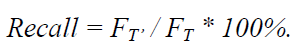 Recall = F_T’ / F_T * 100%.